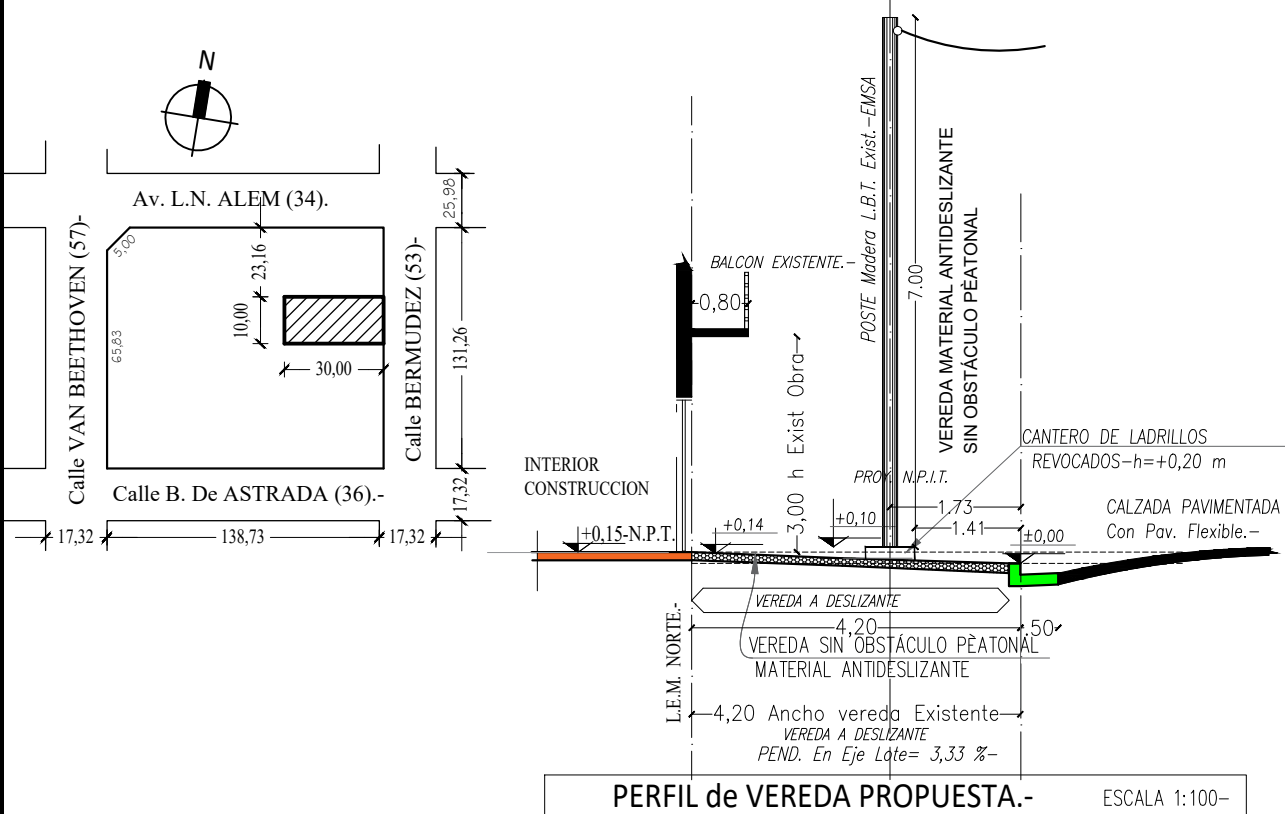 N
Av. L.N. ALEM (34).
25,98
5,00
23,16
10,00
30,00
65,83
131,26
17,32
Calle VAN BEETHOVEN (57)-
Calle BERMUDEZ (53)-
Calle B. De ASTRADA (36).-
17,32
138,73
17,32
BALCON EXISTENTE.-
0,80
POSTE Madera L.B.T. Exist.-EMSA
7.00
VEREDA MATERIAL ANTIDESLIZANTE
SIN OBSTÁCULO PÈATONAL
3,00 h Exist Obra
CANTERO DE LADRILLOS
REVOCADOS-h=+0,20 m
INTERIOR
CONSTRUCCION
PROY. N.P.I.T.
1.73
1.41
CALZADA PAVIMENTADA
Con Pav. Flexible.-
+0,15-N.P.T.
+0,14
+0,10
±0,00
VEREDA A DESLIZANTE
4,20
.50
VEREDA SIN OBSTÁCULO PÈATONAL
MATERIAL ANTIDESLIZANTE
L.E.M. NORTE.-
4,20 Ancho vereda Existente
VEREDA A DESLIZANTE
PEND. En Eje Lote= 3,33 %-
PERFIL de VEREDA PROPUESTA.-
ESCALA 1:100-